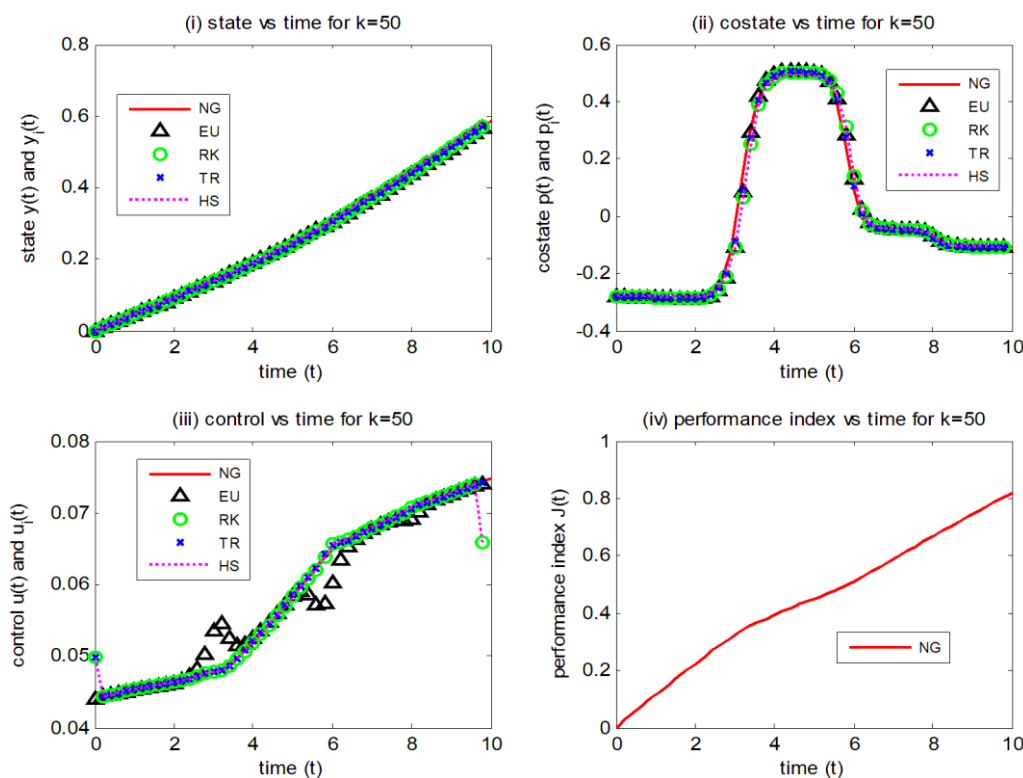 (i) state vs time for k=50
state y(t) and y_i(t)
0.8
0.6
0.4
0.2
0
0 2 4 6 8 10
time (t)
NG
EU
RK
TR
HS
(ii) costate vs time for k=50
costate p(t) and p_i(t)
0.6
0.4
0.2
0
-0.2
-0.4
0 2 4 6 8 10
time (t)
NG
EU
RK
TR
HS
(iii) control vs time for k=50
control u(t) and u_i(t)
0.08
0.07
0.06
0.05
0.04
0 2 4 6 8 10
time (t)
NG
EU
RK
TR
HS
(iv) performance index vs time for k=50
performance index J(t)
1
0.8
0.6
0.4
0.2
0
0 2 4 6 8 10
time (t)
NG